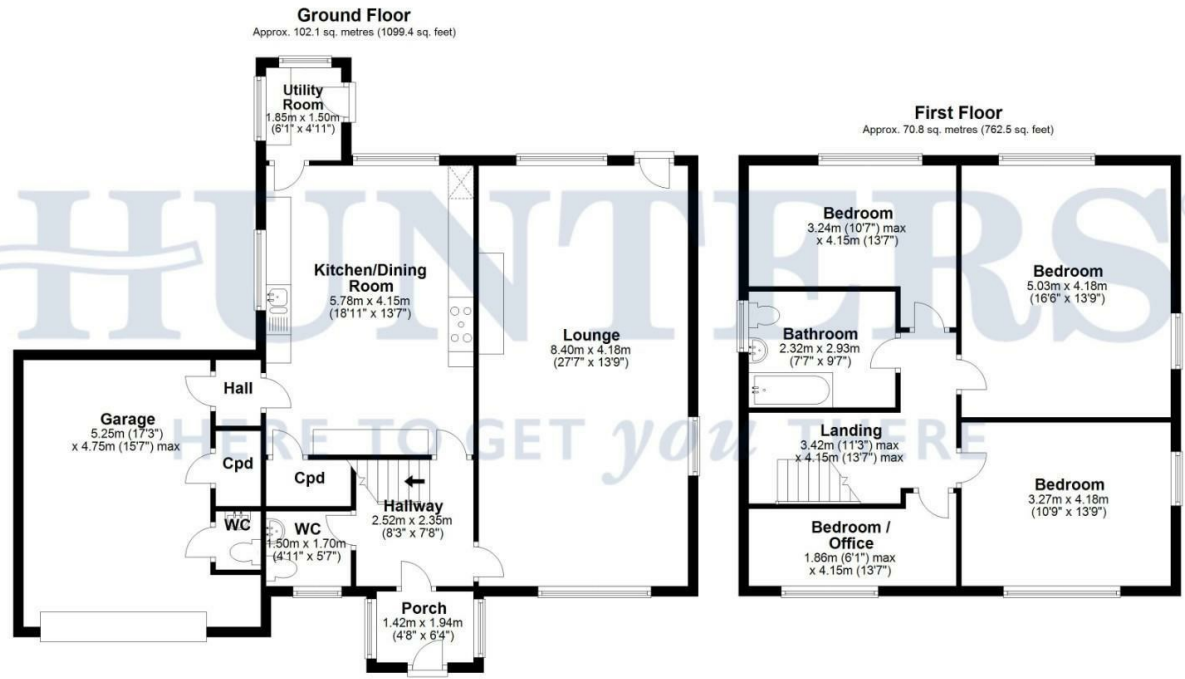 Ground Floor
Approx. 102.1 sq. metres (1099.4 sq. feet)
Utility
Room
1.85m x 1.50m
(6'1" x 4'11")
Kitchen/Dining
Room
5.78m x 4.15m
(18'11" x 13'7")
Lounge
8.40m x 4.18m
(27'7" x 13'9")
Hall
Garage
5.25m (17'3")
x 4.75m (15'7") max
Cpd
Cpd
WC
WC
1.50m x 1.70m
(4'11" x 5'7")
Hallway
2.52m x 2.35m
(8'3" x 7'8")
Porch
1.42m x 1.94m
(4'8" x 6'4")
First Floor
Approx. 70.8 sq. metres (762.5 sq. feet)
Bedroom
3.24m (10'7") max
x 4.15m (13'7")
Bedroom
5.03m x 4.18m
(16'6" x 13'9")
Bathroom
2.32m x 2.93m
(7'7" x 9'7")
Landing
3.42m (11'3") max
x 4.15m (13'7") max
Bedroom
3.27m x 4.18m
(10'9" x 13'9")
Bedroom /
Office
1.86m (6'1") max
x 4.15m (13'7")
HUNTERS
HERE TO GET you THERE